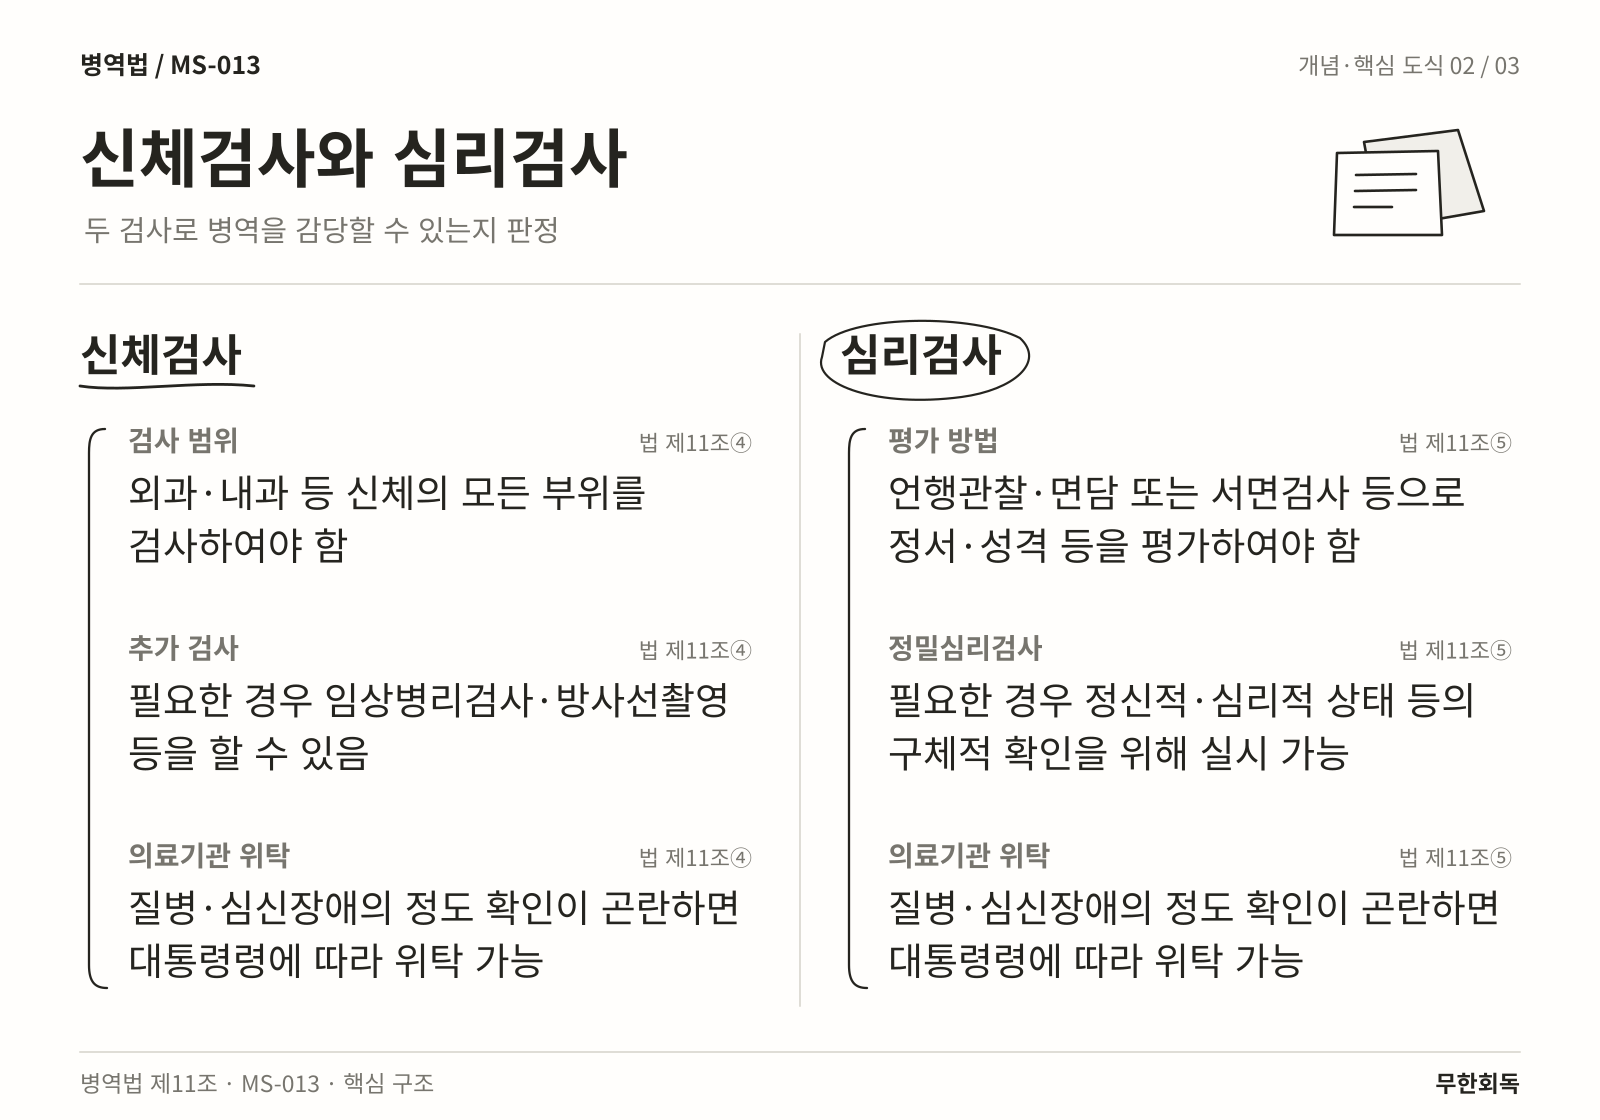 병역법 / MS-013
개념·핵심 도식 02 / 03
신체검사와 심리검사
두 검사로 병역을 감당할 수 있는지 판정
신체검사
검사 범위
법 제11조④
외과·내과 등 신체의 모든 부위를
검사하여야 함
추가 검사
법 제11조④
필요한 경우 임상병리검사·방사선촬영
등을 할 수 있음
의료기관 위탁
법 제11조④
질병·심신장애의 정도 확인이 곤란하면
대통령령에 따라 위탁 가능
심리검사
평가 방법
법 제11조⑤
언행관찰·면담 또는 서면검사 등으로
정서·성격 등을 평가하여야 함
정밀심리검사
법 제11조⑤
필요한 경우 정신적·심리적 상태 등의
구체적 확인을 위해 실시 가능
의료기관 위탁
법 제11조⑤
질병·심신장애의 정도 확인이 곤란하면
대통령령에 따라 위탁 가능
병역법 제11조 · MS-013 · 핵심 구조
무한회독